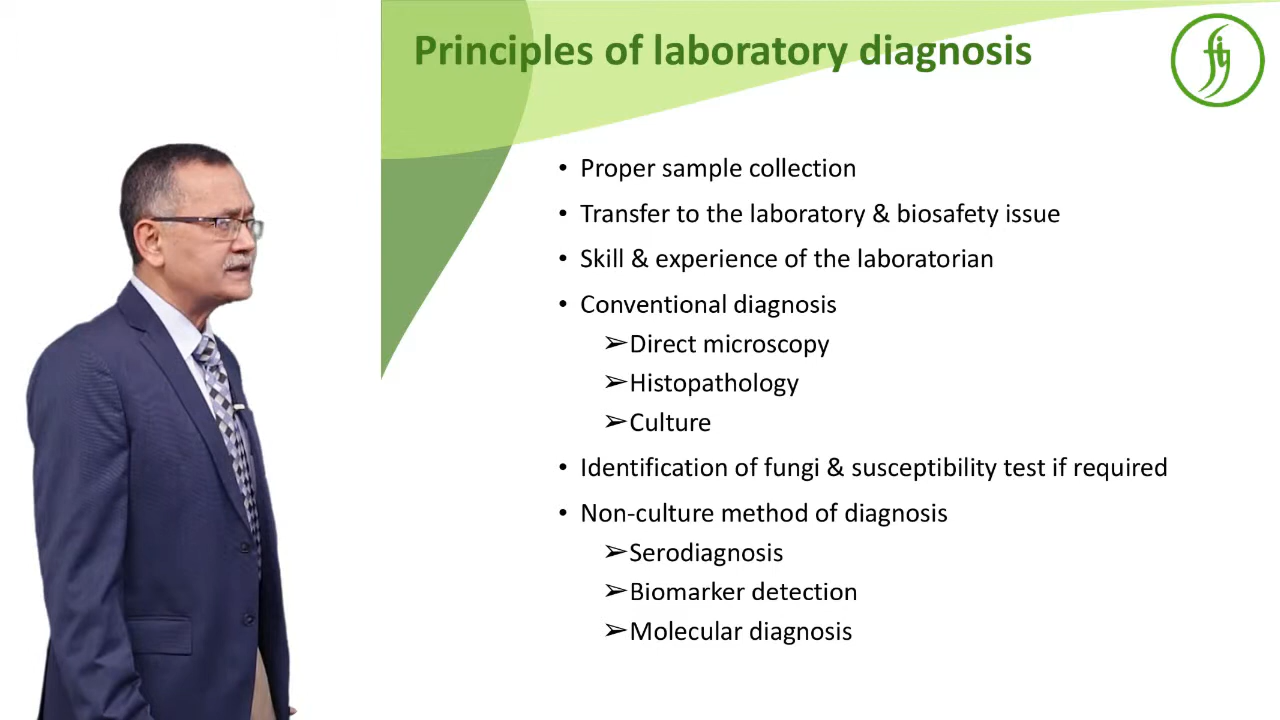 Principles of laboratory diagnosis
• Proper sample collection
• Transfer to the laboratory & biosafety issue
• Skill & experience of the laboratorian
• Conventional diagnosis
➢Direct microscopy
➢Histopathology
➢Culture
• Identification of fungi & susceptibility test if required
• Non-culture method of diagnosis
➢Serodiagnosis
➢Biomarker detection
➢Molecular diagnosis